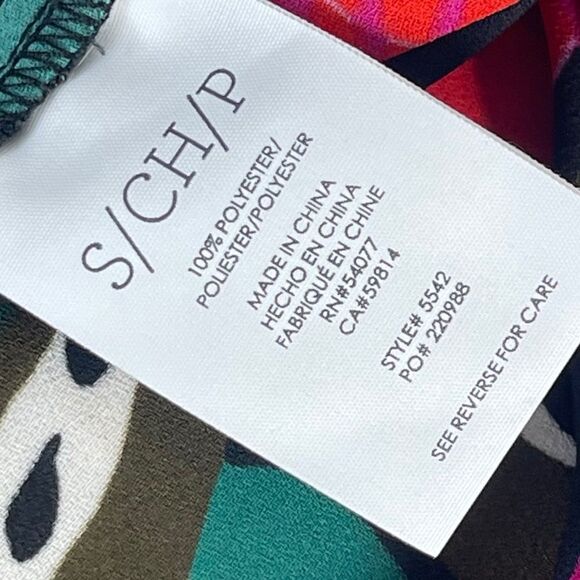 S/CH/P
100% POLYESTER/
POLIESTER/POLYESTER
MADE IN CHINA
HECHO EN CHINA
FABRIQUÉ EN CHINE
RN#54077
CA#59814
STYLE# 5542
PO# 220988
SEE REVERSE FOR CARE